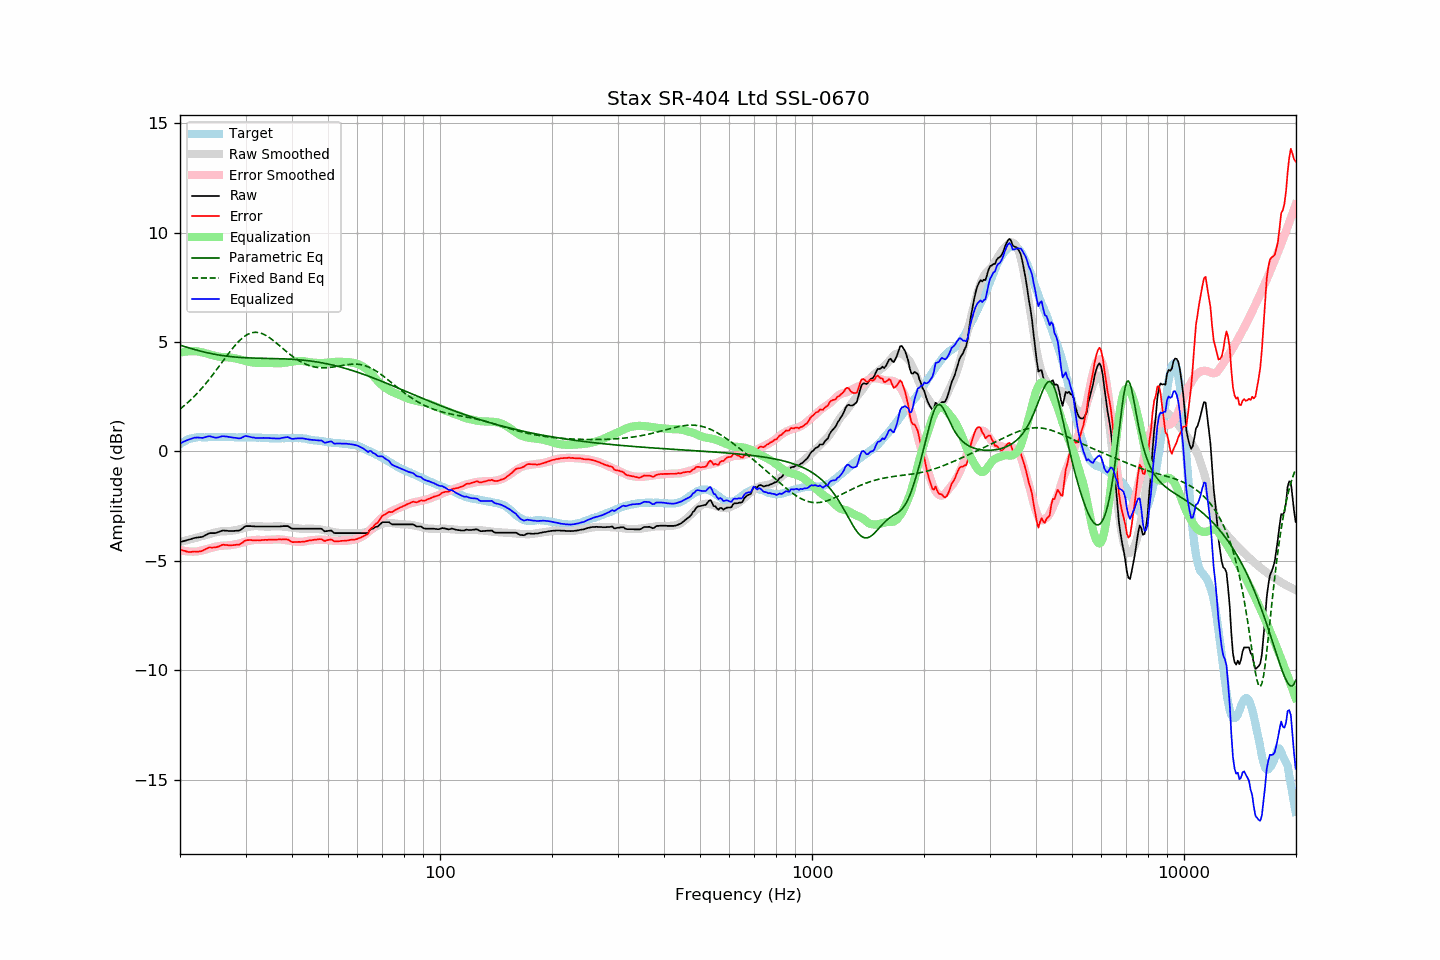 Stax SR-404 Ltd SSL-0670
15
10
5
0
−5
−10
−15
Amplitude (dBr)
Target
Raw Smoothed
Error Smoothed
Raw
Error
Equalization
Parametric Eq
Fixed Band Eq
Equalized
100
1000
10000
Frequency (Hz)